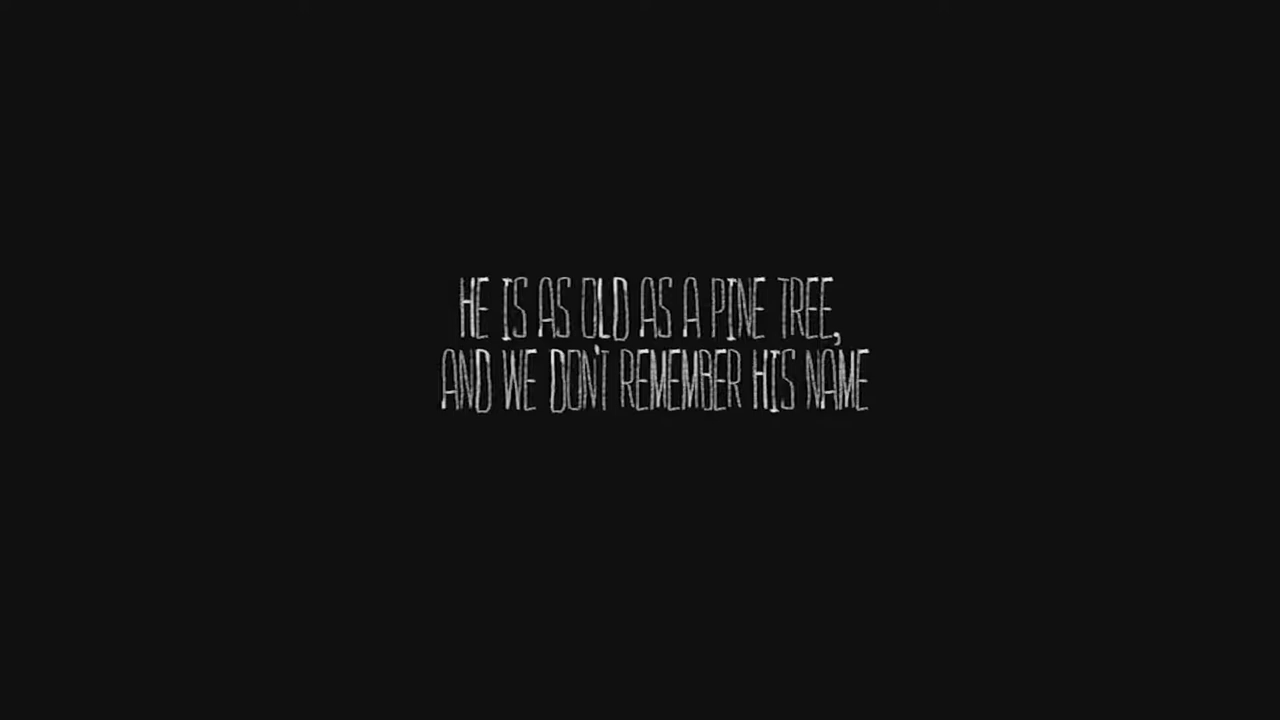 HE IS AS OLD AS A PINE TREE,
AND WE DON'T REMEMBER HIS NAME